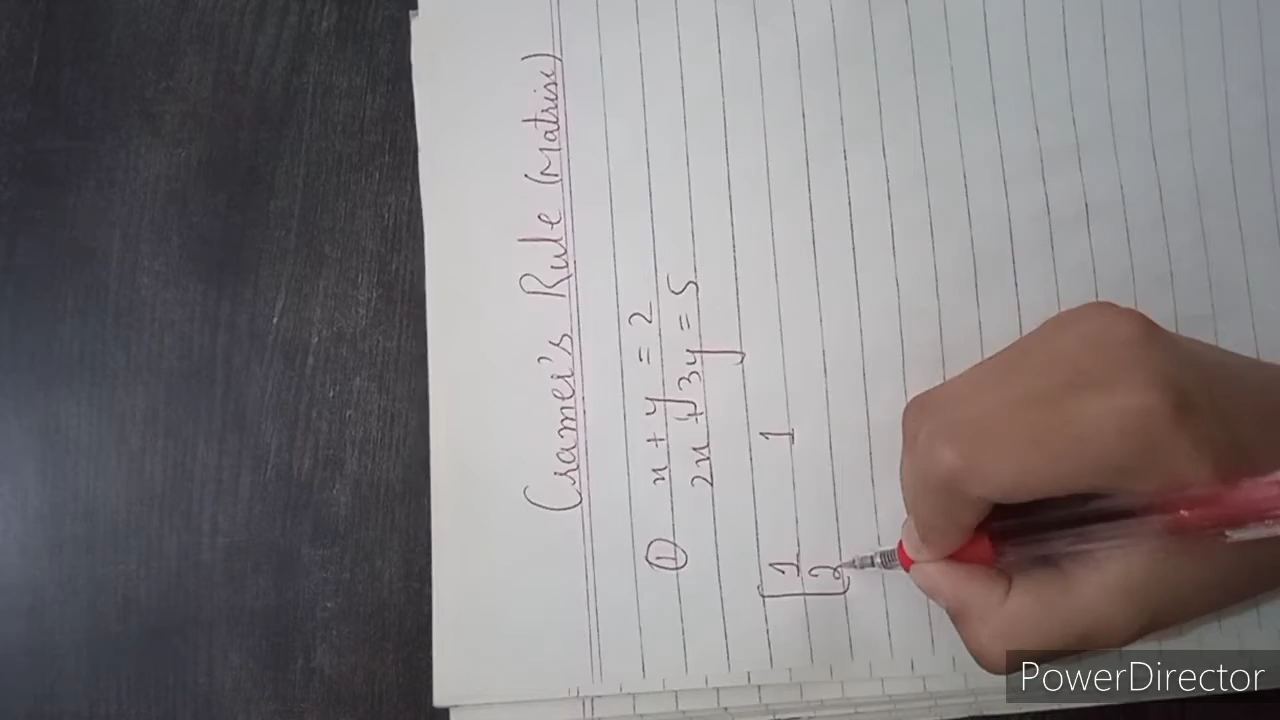 Cramer's Rule (Matrix)
① x + y = 2
2x + 3y = 5
[ 1 1
2
PowerDirector